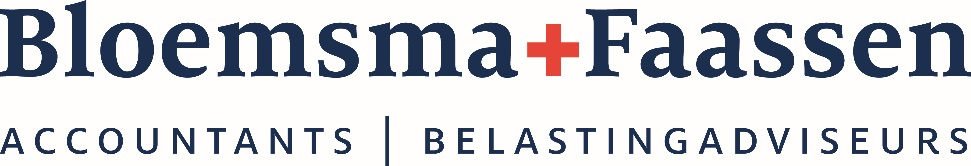 Bloemsma+Faassen
ACCOUNTANTS | BELASTINGADVISEURS